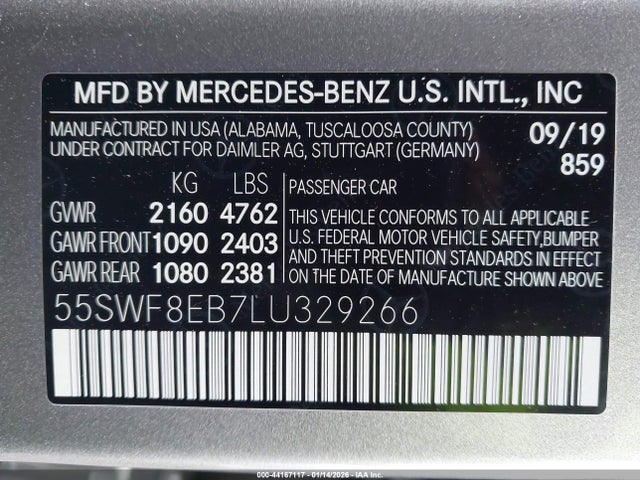 MFD BY MERCEDES-BENZ U.S. INTL., INC
MANUFACTURED IN USA (ALABAMA, TUSCALOOSA COUNTY) 09/19
UNDER CONTRACT FOR DAIMLER AG, STUTTGART (GERMANY) 859
KG LBS PASSENGER CAR
GVWR 2160 4762 THIS VEHICLE CONFORMS TO ALL APPLICABLE
GAWR FRONT 1090 2403 U.S. FEDERAL MOTOR VEHICLE SAFETY,BUMPER
GAWR REAR 1080 2381 AND THEFT PREVENTION STANDARDS IN EFFECT
ON THE DATE OF MANUFACTURE SHOWN ABOVE
55SWF8EB7LU329266
000-44167117 - 01/14/2026 - IAA Inc.